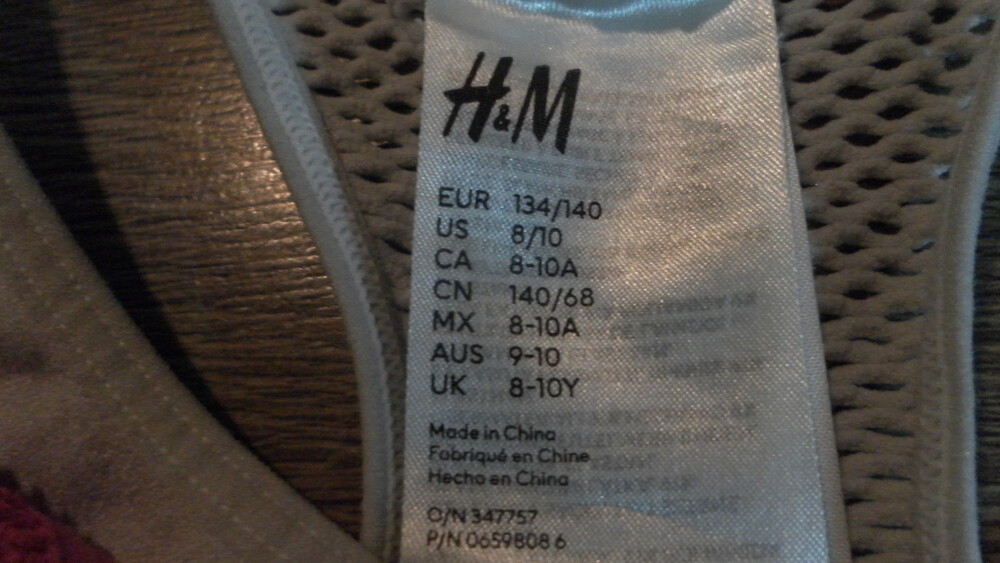 H&M
EUR 134/140
US 8/10
CA 8-10A
CN 140/68
MX 8-10A
AUS 9-10
UK 8-10Y
Made in China
Fabriqué en Chine
Hecho en China
O/N 347757
P/N 0659808 6